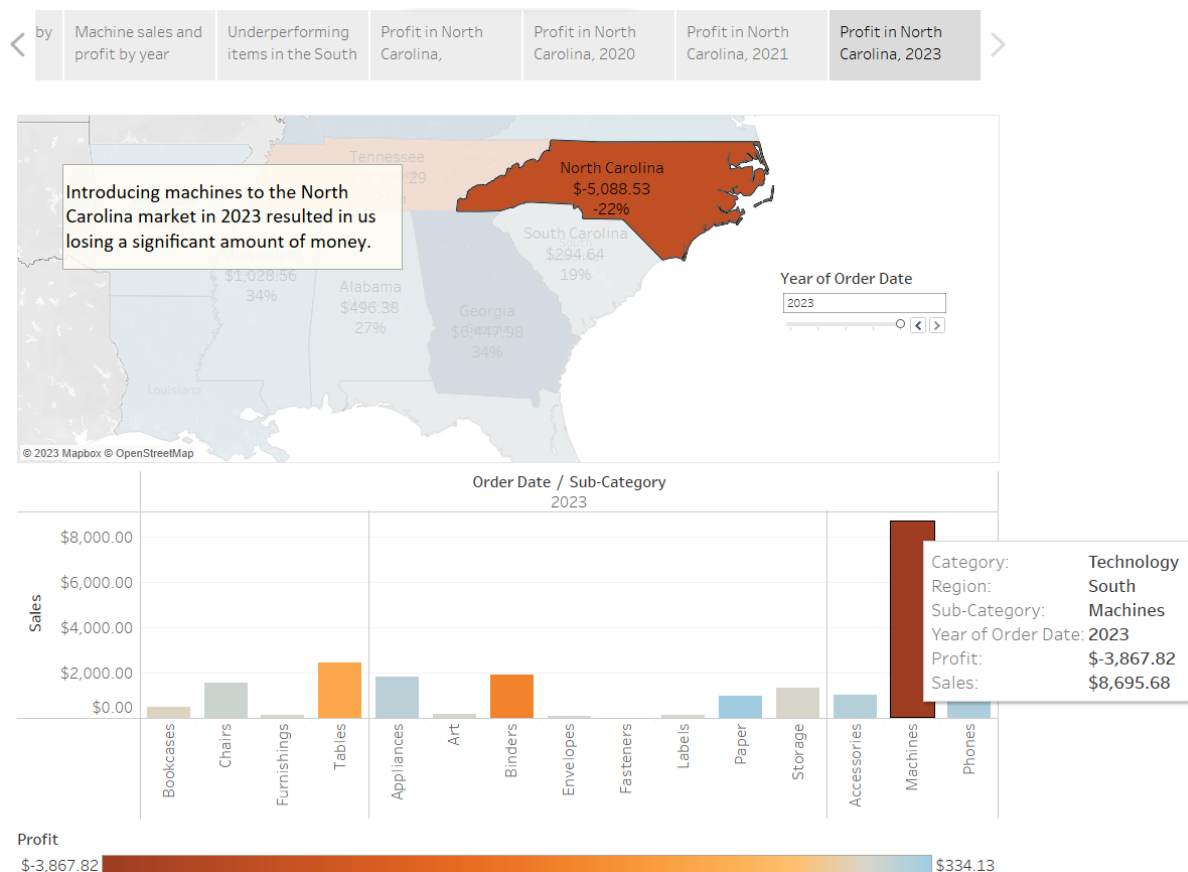 by
Machine sales and
profit by year
Underperforming
items in the South
Profit in North
Carolina,
Profit in North
Carolina, 2020
Profit in North
Carolina, 2021
Profit in North
Carolina, 2023
Tennessee
North Carolina
$-5,088.53
-22%
Introducing machines to the North
Carolina market in 2023 resulted in us
losing a significant amount of money.
South Carolina
$294.64
19%
$1,028.56
34%
Alabama
$496.38
27%
Georgia
$6,447.98
34%
Louisiana
Year of Order Date
2023
© 2023 Mapbox © OpenStreetMap
Order Date / Sub-Category
2023
Sales
$8,000.00
$6,000.00
$4,000.00
$2,000.00
$0.00
Category: Technology
Region: South
Sub-Category: Machines
Year of Order Date: 2023
Profit: $-3,867.82
Sales: $8,695.68
Bookcases
Chairs
Furnishings
Tables
Appliances
Art
Binders
Envelopes
Fasteners
Labels
Paper
Storage
Accessories
Machines
Phones
Profit
$-3,867.82 $334.13